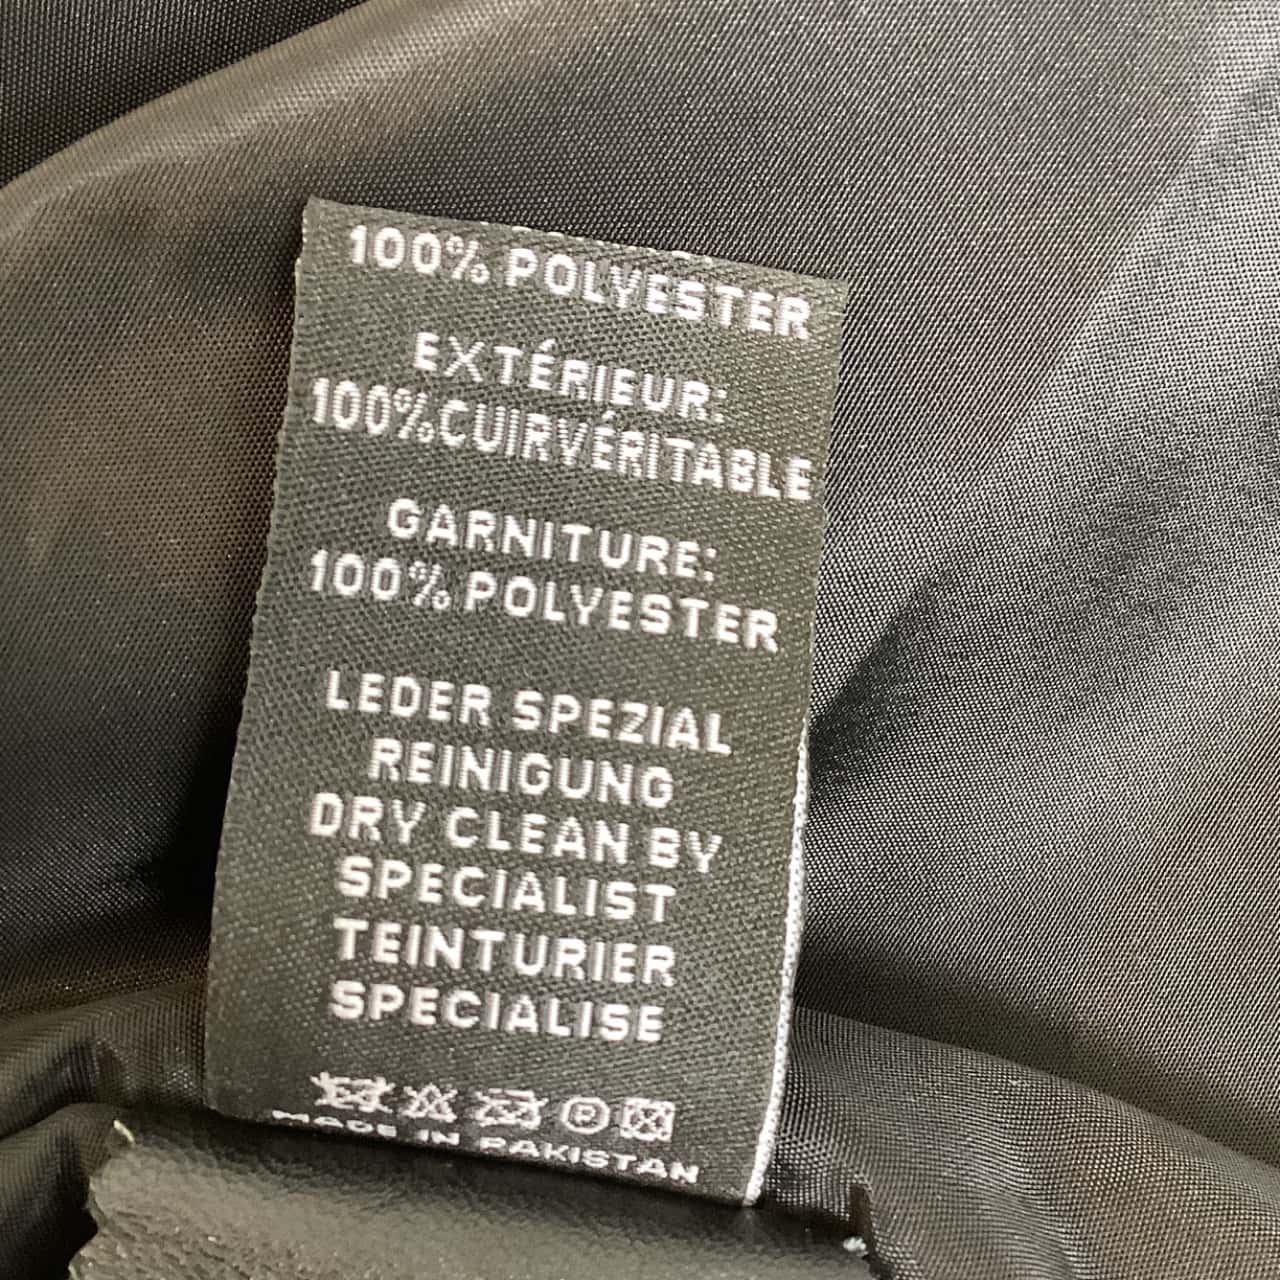 100% POLYESTER
EXTÉRIEUR:
100%CUIRVÉRITABLE
GARNITURE:
100% POLYESTER
LEDER SPEZIAL
REINIGUNG
DRY CLEAN BY
SPECIALIST
TEINTURIER
SPECIALISE
P
MADE IN PAKISTAN